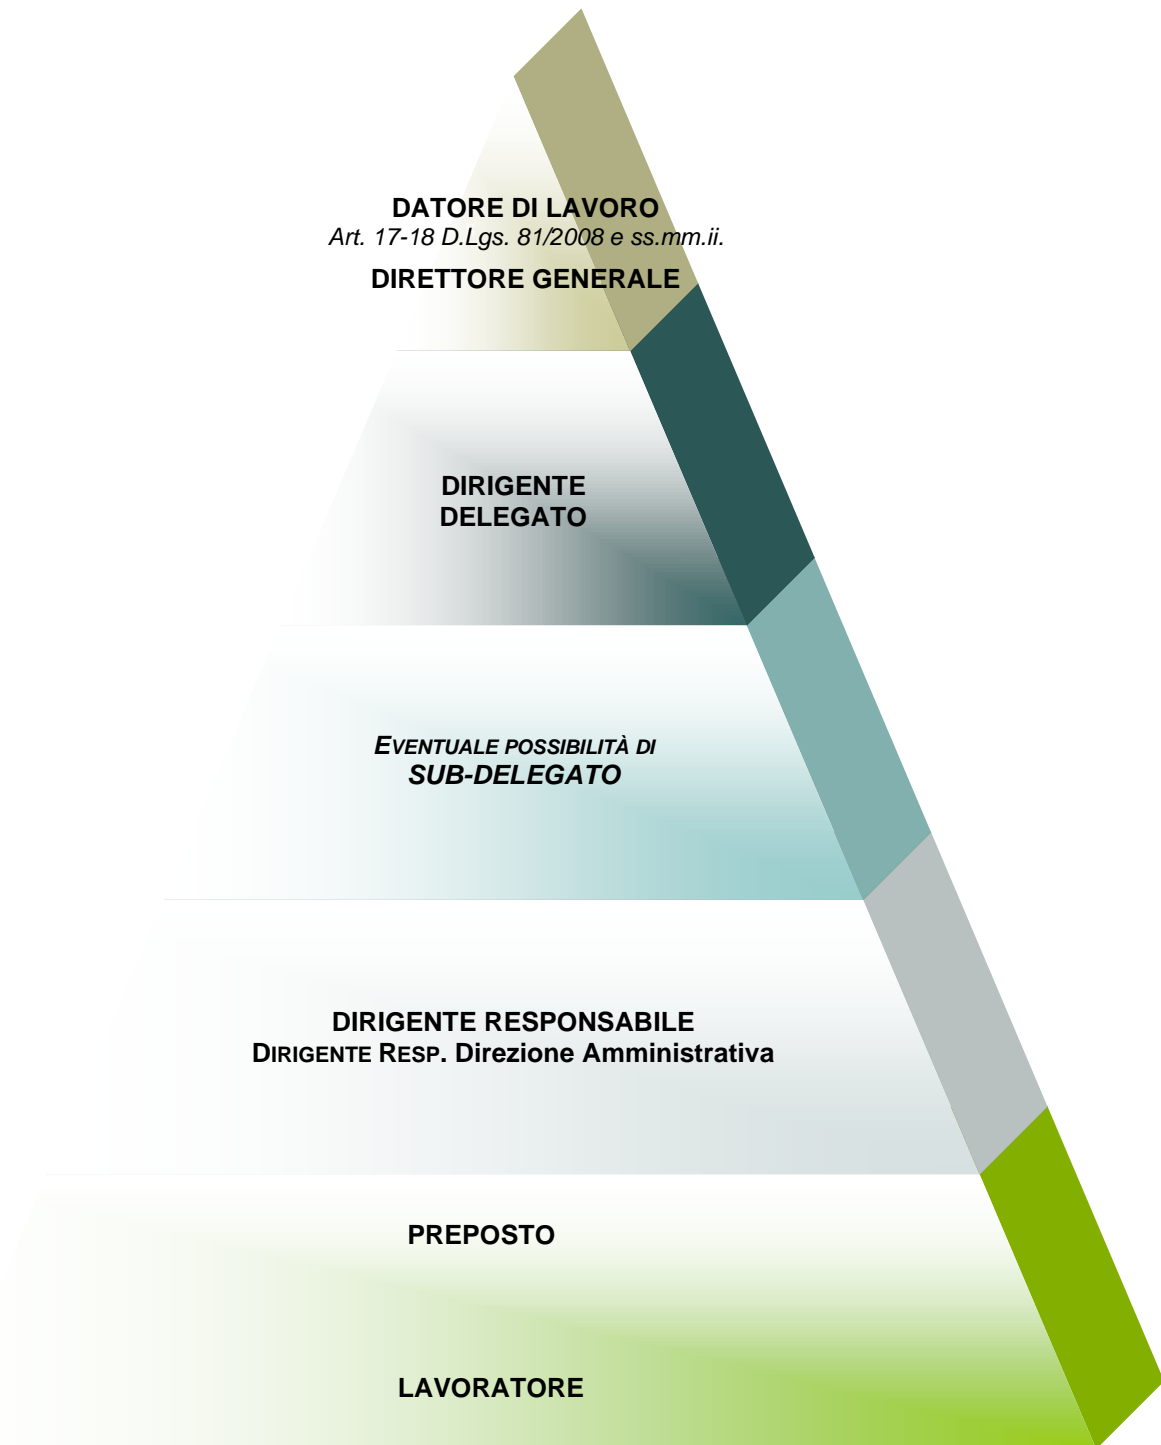 DATORE DI LAVORO
Art. 17-18 D.Lgs. 81/2008 e ss.mm.ii.
DIRETTORE GENERALE
DIRIGENTE
DELEGATO
EVENTUALE POSSIBILITÀ DI
SUB-DELEGATO
DIRIGENTE RESPONSABILE
DIRIGENTE RESP. Direzione Amministrativa
PREPOSTO
LAVORATORE